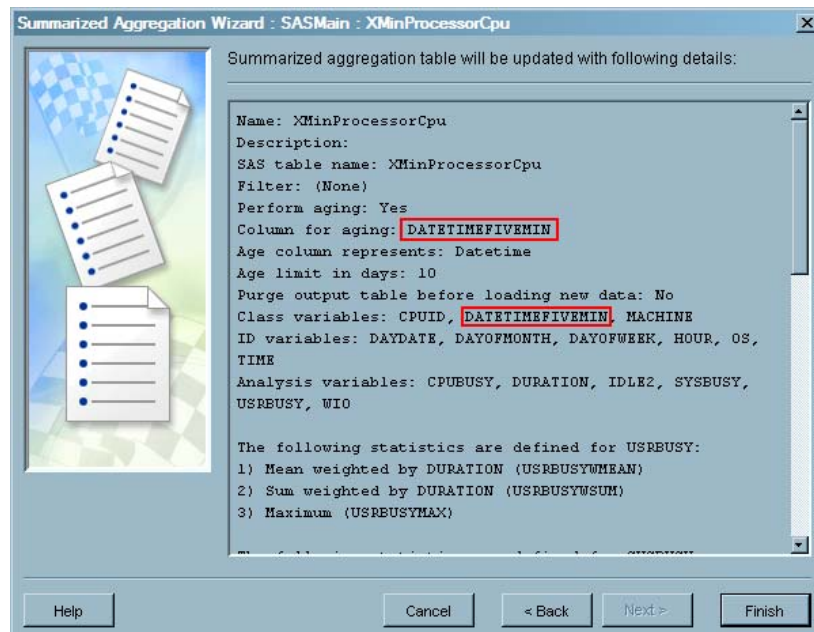 Summarized Aggregation Wizard : SASMain : XMinProcessorCpu
Summarized aggregation table will be updated with following details:
Name: XMinProcessorCpu
Description:
SAS table name: XMinProcessorCpu
Filter: (None)
Perform aging: Yes
Column for aging: DATETIMEFIVEMIN
Age column represents: Datetime
Age limit in days: 10
Purge output table before loading new data: No
Class variables: CPUID, DATETIMEFIVEMIN, MACHINE
ID variables: DAYDATE, DAYOFMONTH, DAYOFWEEK, HOUR, OS,
TIME
Analysis variables: CPUBUSY, DURATION, IDLE2, SYSBUSY,
USRBUSY, WIO
The following statistics are defined for USRBUSY:
1) Mean weighted by DURATION (USRBUSYWMEAN)
2) Sum weighted by DURATION (USRBUSYWSUM)
3) Maximum (USRBUSYMAX)
Help
Cancel
< Back
Next >
Finish